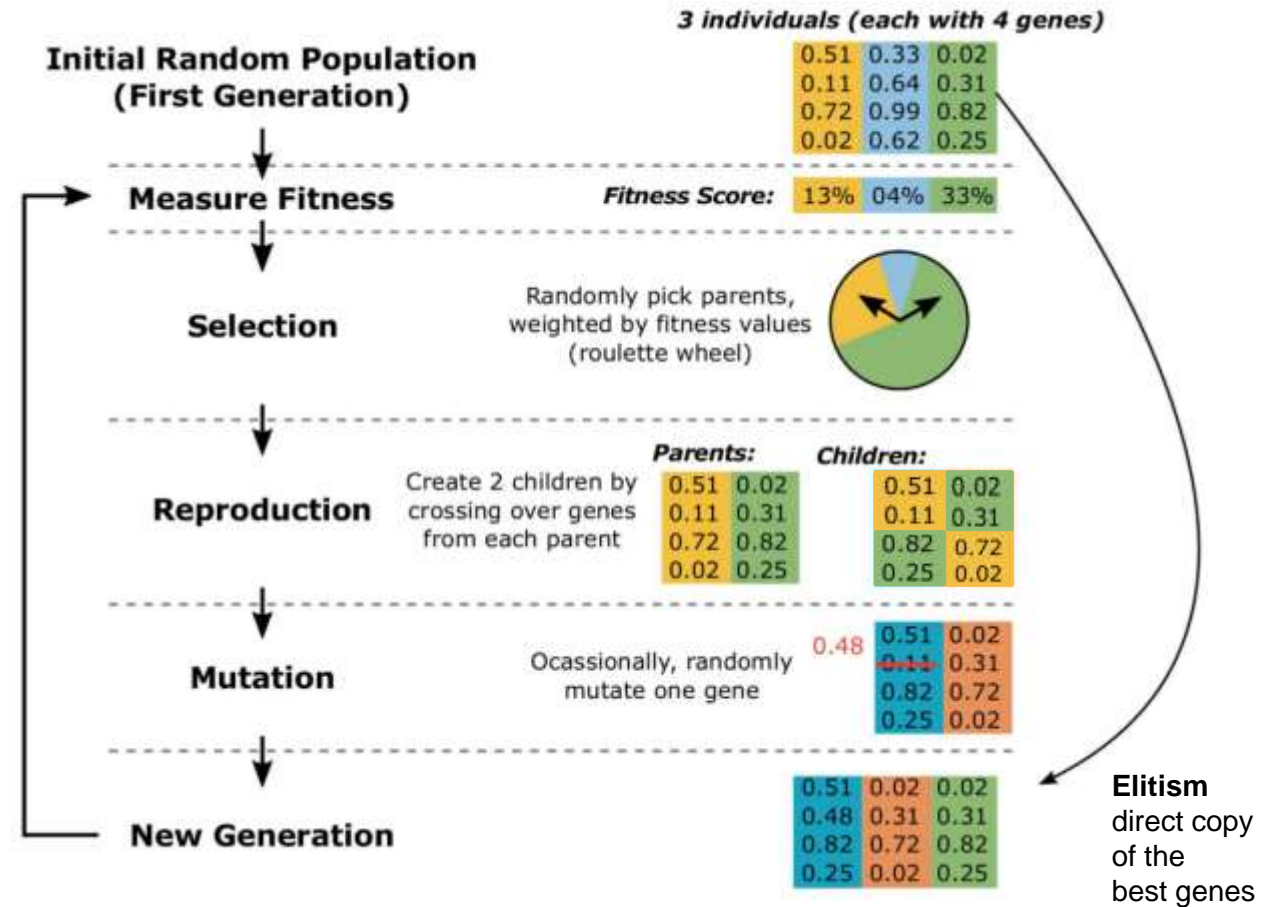 3 individuals (each with 4 genes)
Initial Random Population
(First Generation)
0.51 0.33 0.02
0.11 0.64 0.31
0.72 0.99 0.82
0.02 0.62 0.25
Measure Fitness
Fitness Score: 13% 04% 33%
Selection
Randomly pick parents,
weighted by fitness values
(roulette wheel)
Reproduction
Create 2 children by
crossing over genes
from each parent
Parents:
0.51 0.02
0.11 0.31
0.72 0.82
0.02 0.25
Children:
0.51 0.02
0.11 0.31
0.82 0.72
0.25 0.02
Mutation
Ocassionally, randomly
mutate one gene
0.48
0.51 0.02
0.11 0.31
0.82 0.72
0.25 0.02
New Generation
0.51 0.02 0.02
0.48 0.31 0.31
0.82 0.72 0.82
0.25 0.02 0.25
Elitism
direct copy
of the
best genes